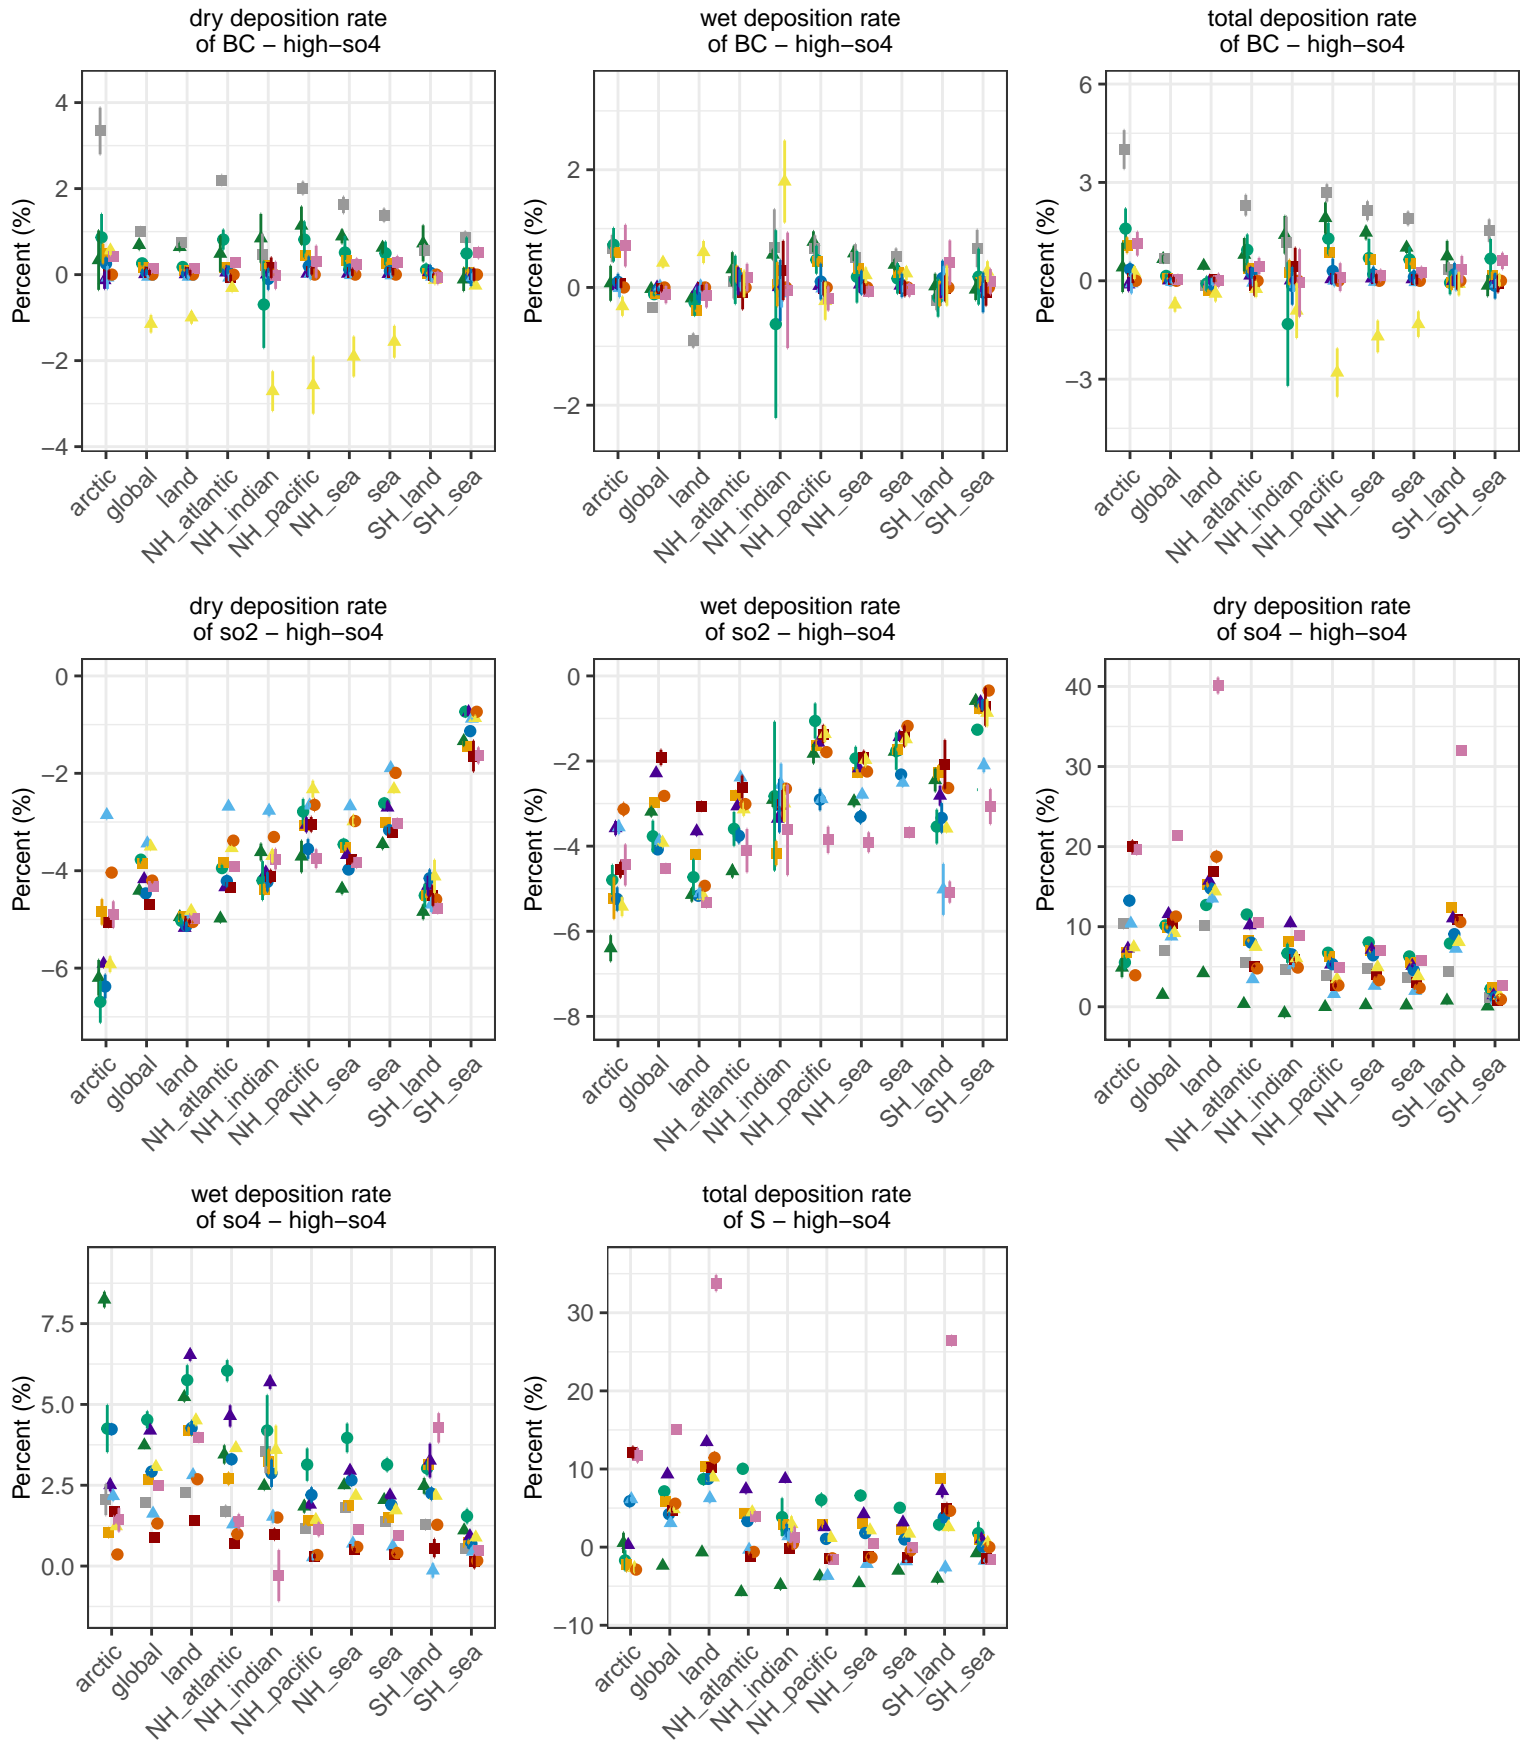 dry deposition rate
of BC − high−so4
wet deposition rate
of BC − high−so4
total deposition rate
of BC − high−so4
Percent (%)
4
2
0
−2
−4
arctic
global
land
NH_atlantic
NH_indian
NH_pacific
NH_sea
sea
SH_land
SH_sea
Percent (%)
2
0
−2
arctic
global
land
NH_atlantic
NH_indian
NH_pacific
NH_sea
sea
SH_land
SH_sea
Percent (%)
6
3
0
−3
arctic
global
land
NH_atlantic
NH_indian
NH_pacific
NH_sea
sea
SH_land
SH_sea
dry deposition rate
of so2 − high−so4
wet deposition rate
of so2 − high−so4
dry deposition rate
of so4 − high−so4
Percent (%)
0
−2
−4
−6
arctic
global
land
NH_atlantic
NH_indian
NH_pacific
NH_sea
sea
SH_land
SH_sea
Percent (%)
0
−2
−4
−6
−8
arctic
global
land
NH_atlantic
NH_indian
NH_pacific
NH_sea
sea
SH_land
SH_sea
Percent (%)
40
30
20
10
0
arctic
global
land
NH_atlantic
NH_indian
NH_pacific
NH_sea
sea
SH_land
SH_sea
wet deposition rate
of so4 − high−so4
total deposition rate
of S − high−so4
Percent (%)
7.5
5.0
2.5
0.0
arctic
global
land
NH_atlantic
NH_indian
NH_pacific
NH_sea
sea
SH_land
SH_sea
Percent (%)
30
20
10
0
−10
arctic
global
land
NH_atlantic
NH_indian
NH_pacific
NH_sea
sea
SH_land
SH_sea